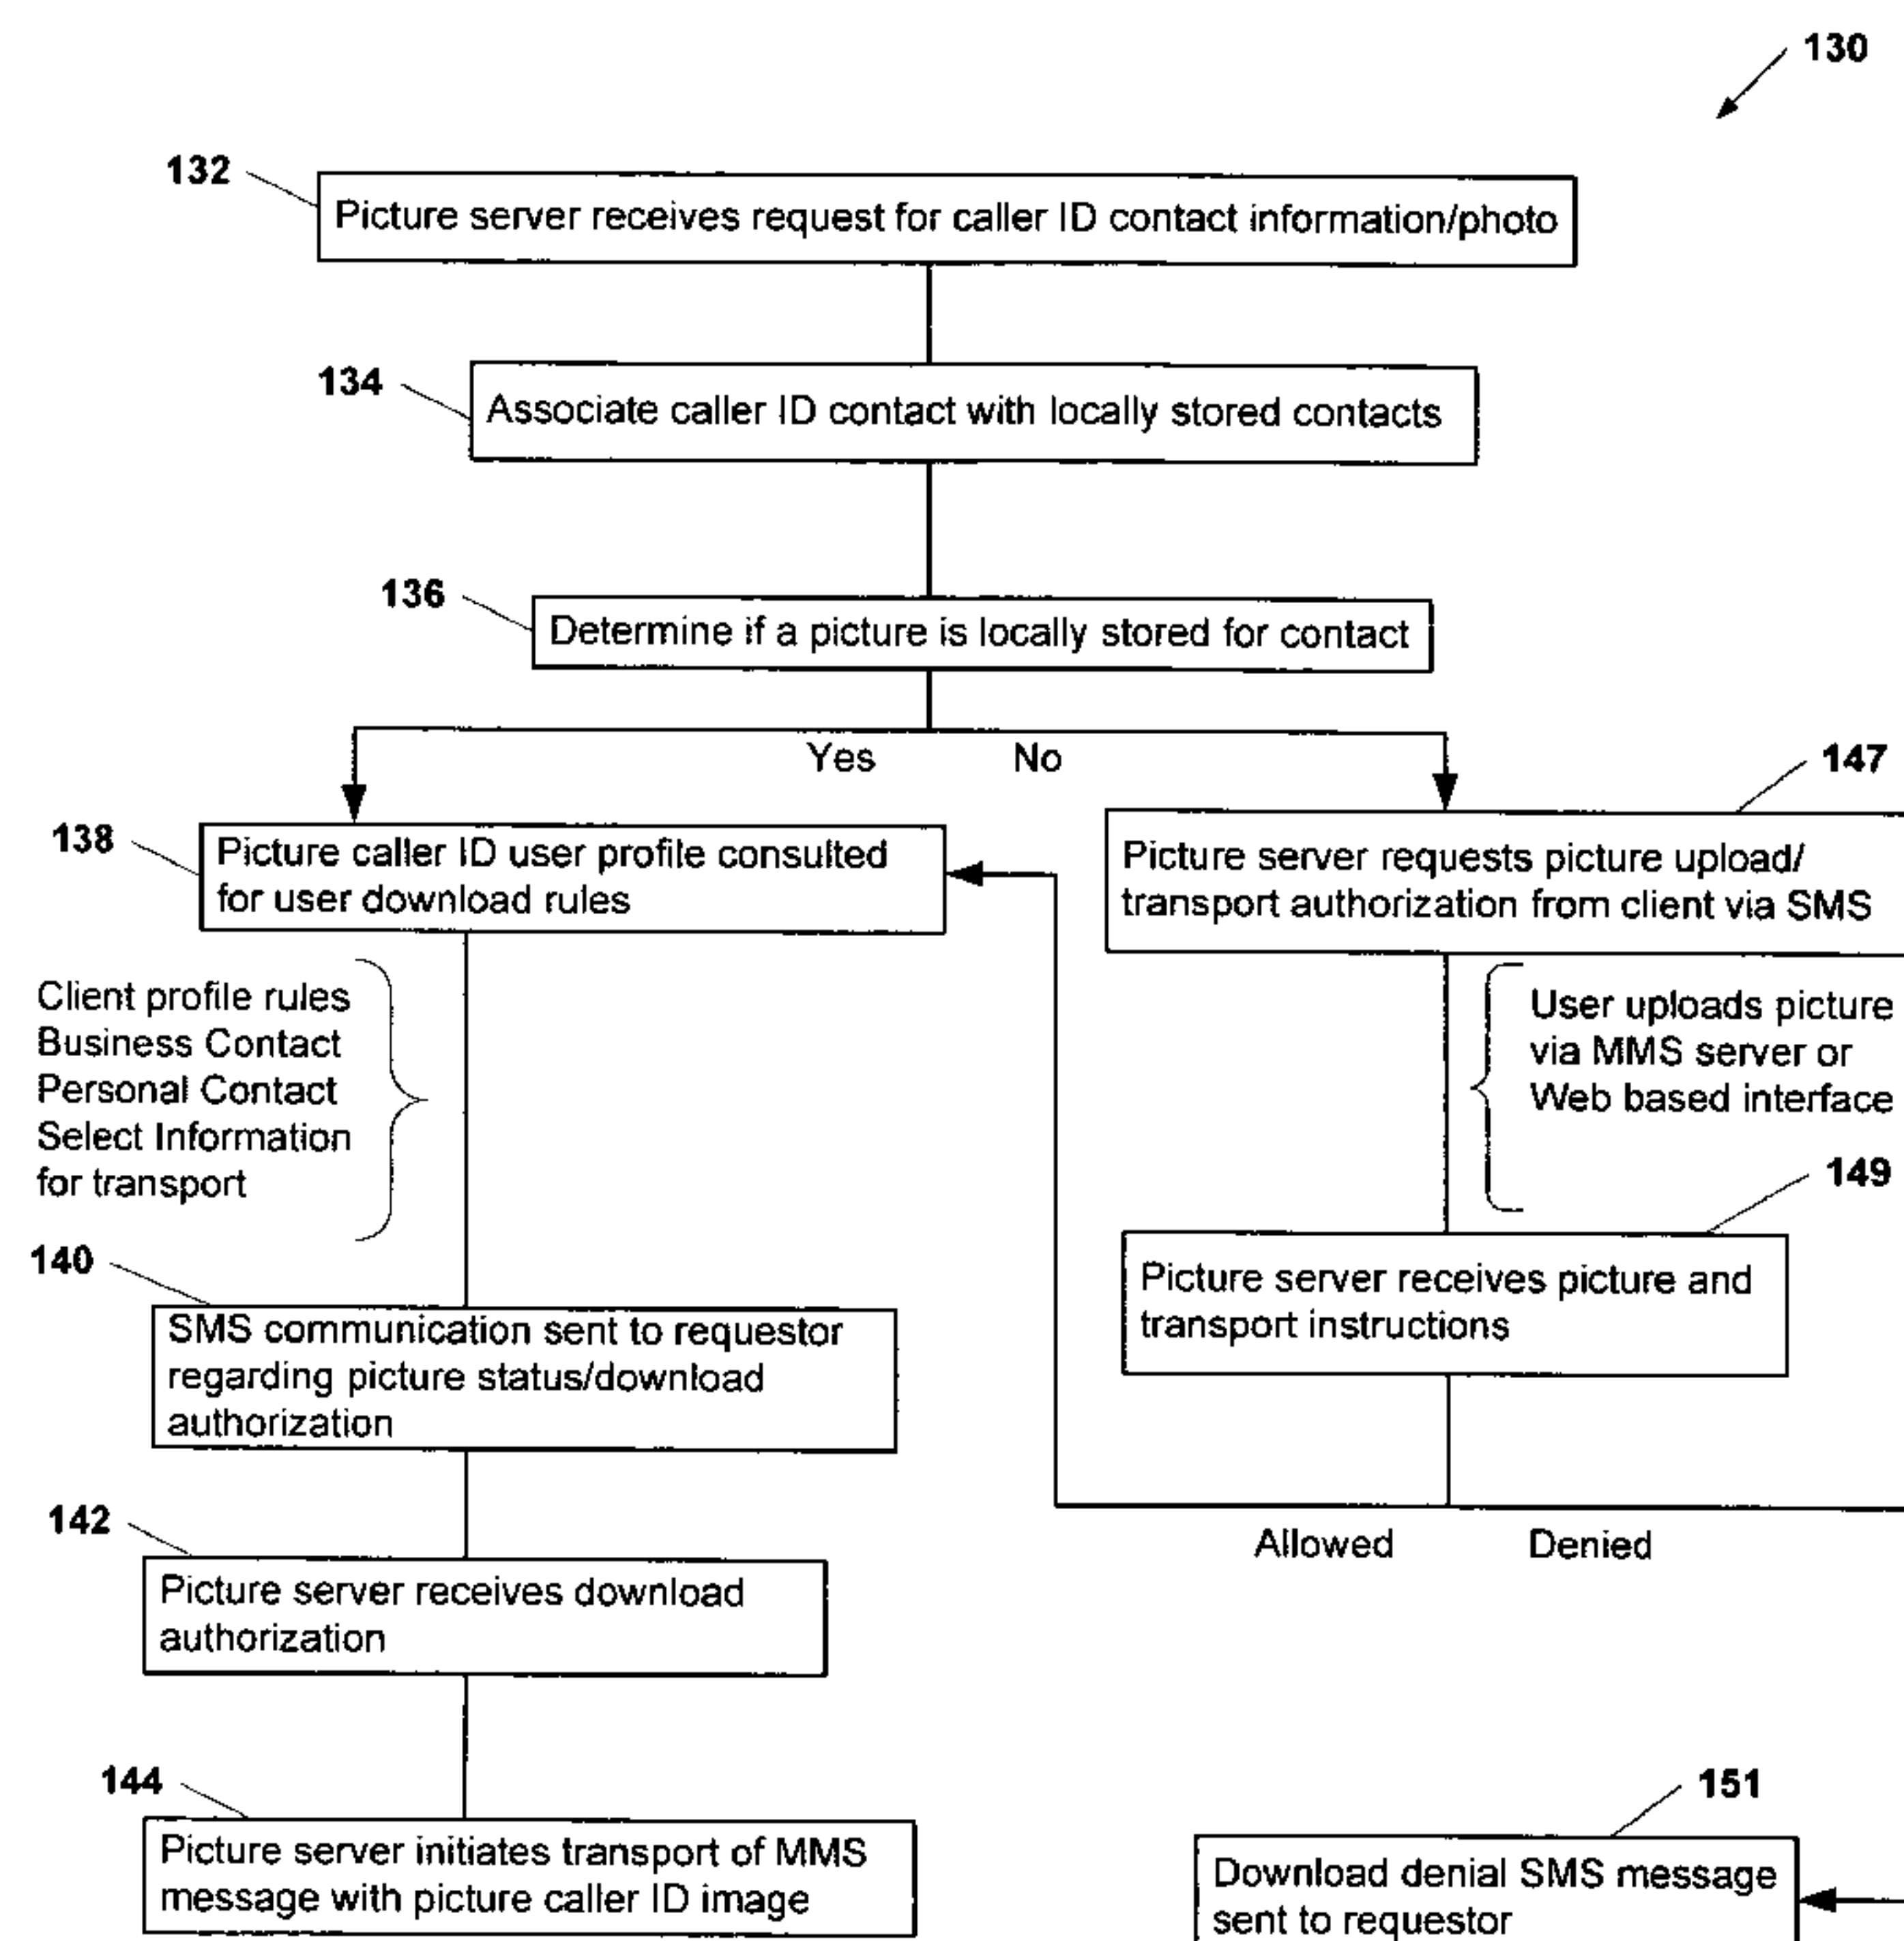 130
132
Picture server receives request for caller ID contact information/photo
134
Associate caller ID contact with locally stored contacts
136
Determine if a picture is locally stored for contact
Yes
No
138
Picture caller ID user profile consulted
for user download rules
147
Picture server requests picture upload/
transport authorization from client via SMS
Client profile rules
Business Contact
Personal Contact
Select Information
for transport
User uploads picture
via MMS server or
Web based interface
149
Picture server receives picture and
transport instructions
140
SMS communication sent to requestor
regarding picture status/download
authorization
Allowed
Denied
142
Picture server receives download
authorization
144
Picture server initiates transport of MMS
message with picture caller ID image
151
Download denial SMS message
sent to requestor